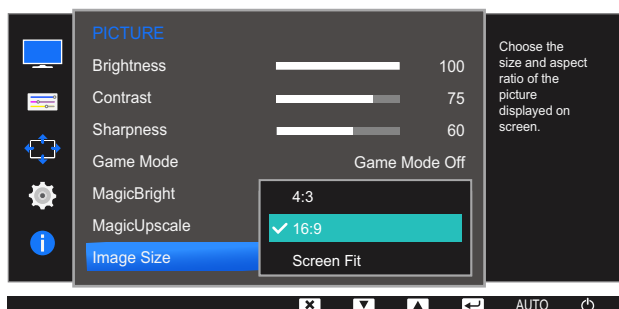 PICTURE
Brightness 100
Contrast 75
Sharpness 60
Game Mode Game Mode Off
MagicBright
MagicUpscale
Image Size
4:3
16:9
Screen Fit
Choose the
size and aspect
ratio of the
picture
displayed on
screen.
AUTO